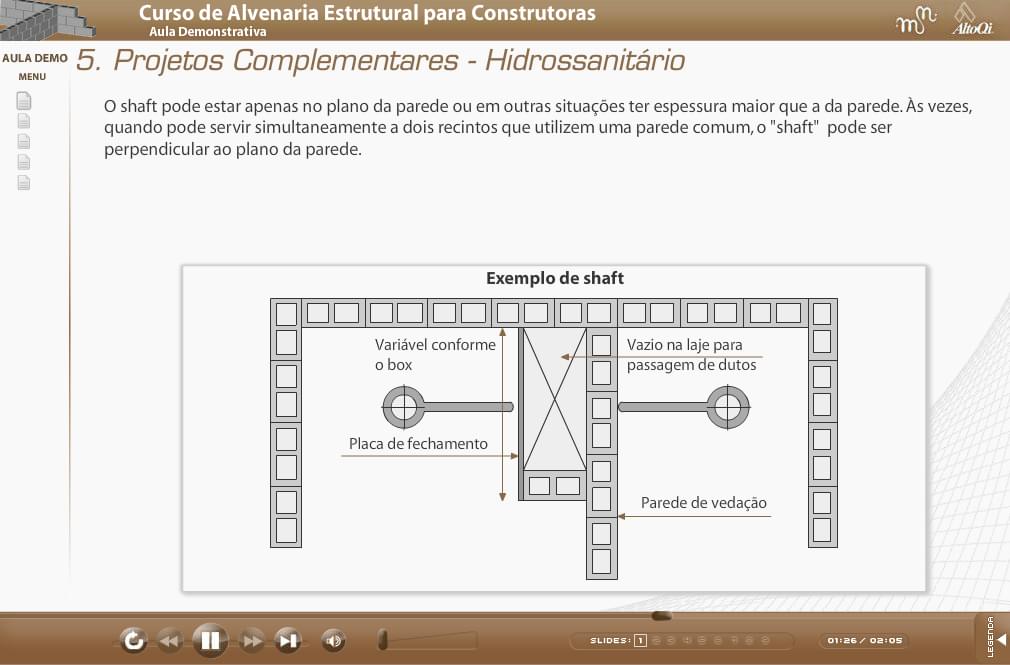 Curso de Alvenaria Estrutural para Construtoras
Aula Demonstrativa
AltoQi
AULA DEMO
MENU
5. Projetos Complementares - Hidrossanitário
O shaft pode estar apenas no plano da parede ou em outras situações ter espessura maior que a da parede. Às vezes,
quando pode servir simultaneamente a dois recintos que utilizem uma parede comum, o "shaft" pode ser
perpendicular ao plano da parede.
Exemplo de shaft
Variável conforme
o box
Vazio na laje para
passagem de dutos
Placa de fechamento
Parede de vedação
SLIDES: 1
01:26 / 02:05
LEGENDA